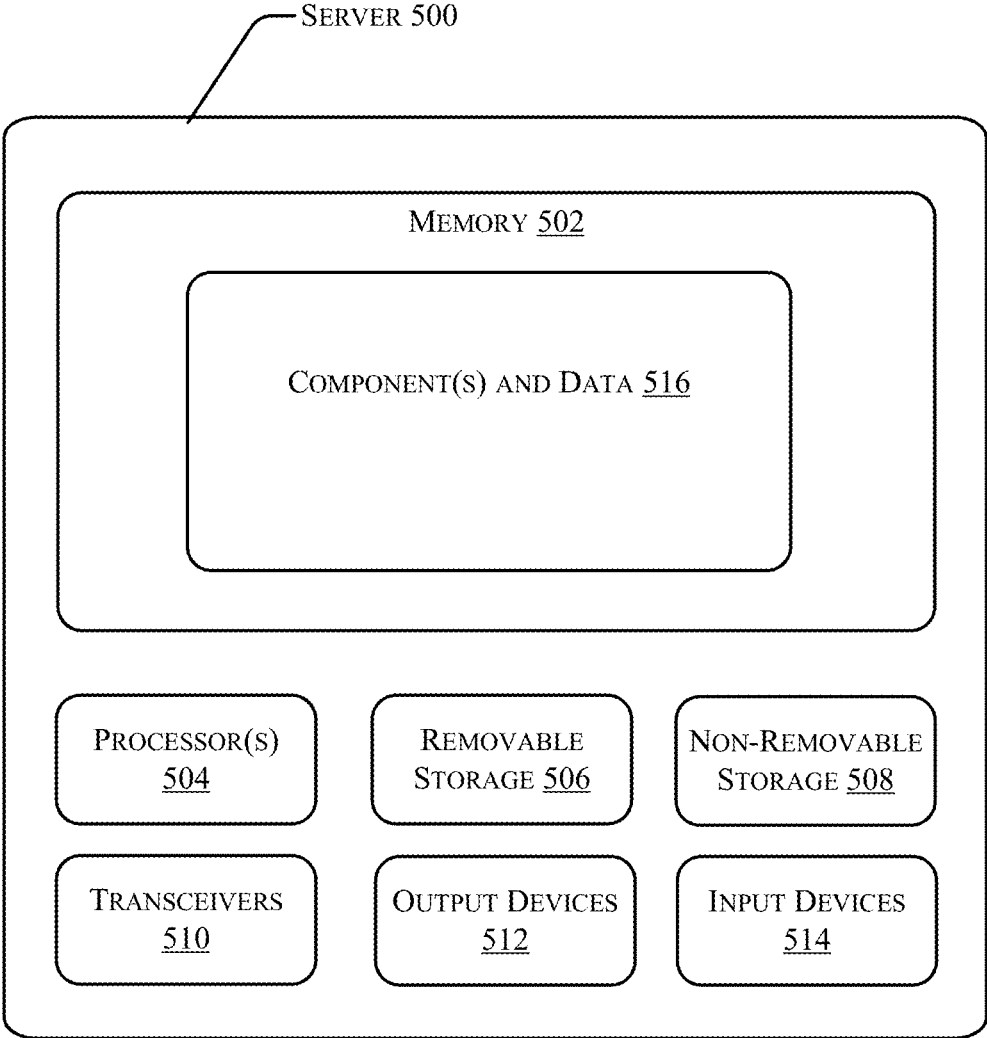 SERVER 500
MEMORY 502
COMPONENT(S) AND DATA 516
PROCESSOR(S)
504
REMOVABLE
STORAGE 506
NON-REMOVABLE
STORAGE 508
TRANSCEIVERS
510
OUTPUT DEVICES
512
INPUT DEVICES
514